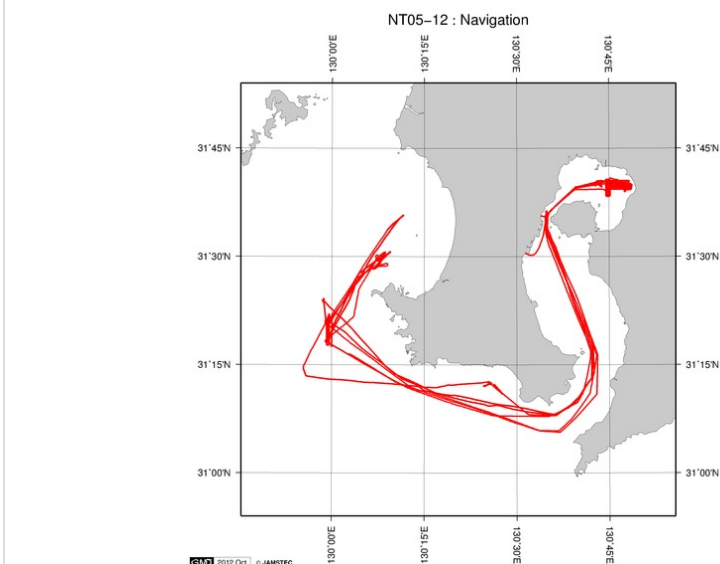 NT05−12 : Navigation
130°00'E 130°15'E 130°30'E 130°45'E
31°45'N 31°45'N
31°30'N 31°30'N
31°15'N 31°15'N
31°00'N 31°00'N
130°00'E 130°15'E 130°30'E 130°45'E
GMD 2012 Oct © JAMSTEC